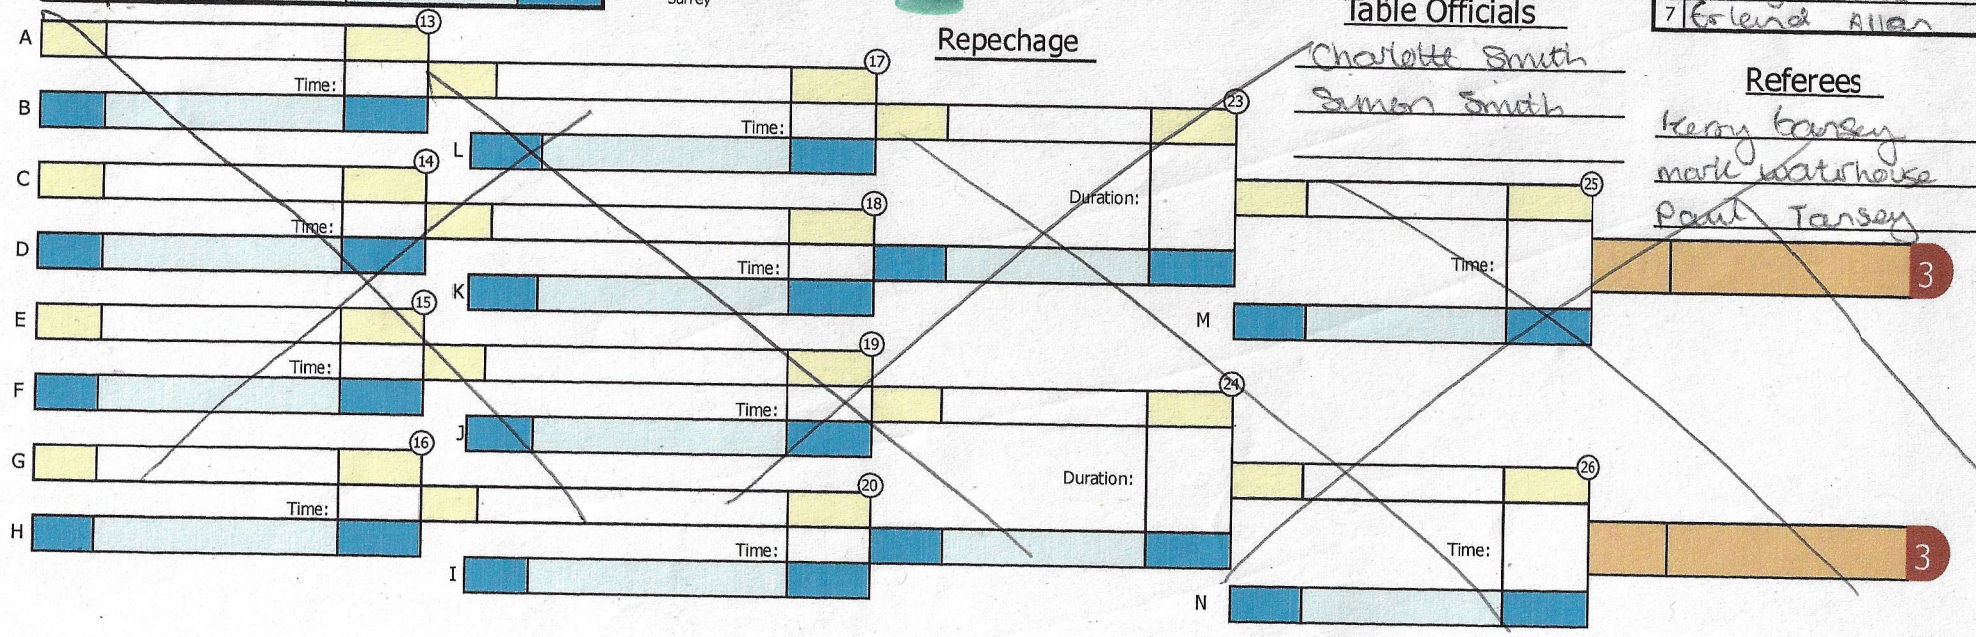 Surrey
Table Officials
7 Erlend Allan
A
13
Repechage
Charlotte Smith
17
Referees
Time:
B
Simon Smith
23
L
Time:
Kerry Tansey
14
C
mark waterhouse
25
Duration:
18
Paul Tansey
Time:
D
Time:
Time:
3
K
15
E
M
19
Time:
F
24
Time:
J
16
G
26
20
Duration:
Time:
H
Time:
Time:
3
I
N